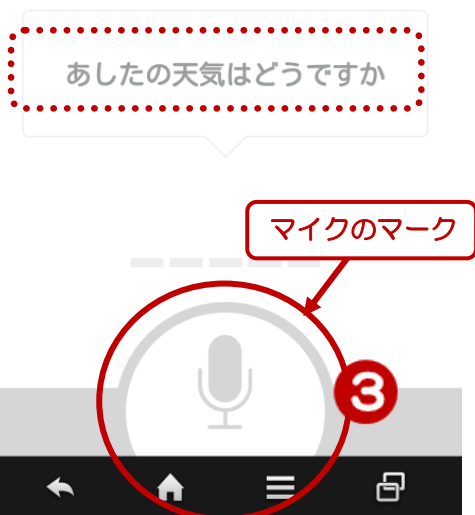 あしたの天気はどうですか
マイクのマーク
3